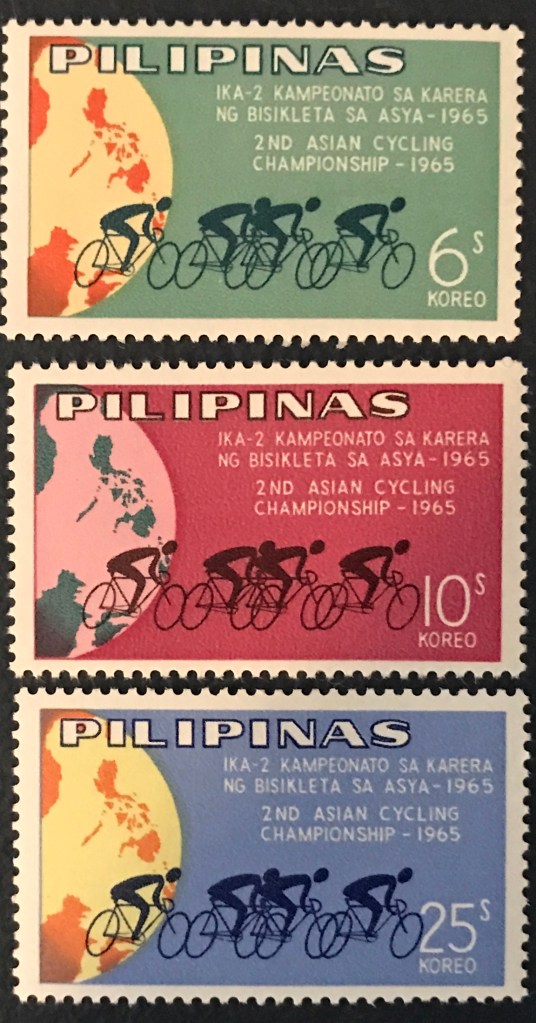 PILIPINAS
IKA-2 KAMPEONATO SA KARERA
NG BISIKLETA SA ASYA-1965
2ND ASIAN CYCLING
CHAMPIONSHIP-1965
6s
KOREO
PILIPINAS
IKA-2 KAMPEONATO SA KARERA
NG BISIKLETA SA ASYA-1965
2ND ASIAN CYCLING
CHAMPIONSHIP-1965
10s
KOREO
PILIPINAS
IKA-2 KAMPEONATO SA KARERA
NG BISIKLETA SA ASYA-1965
2ND ASIAN CYCLING
CHAMPIONSHIP-1965
25s
KOREO